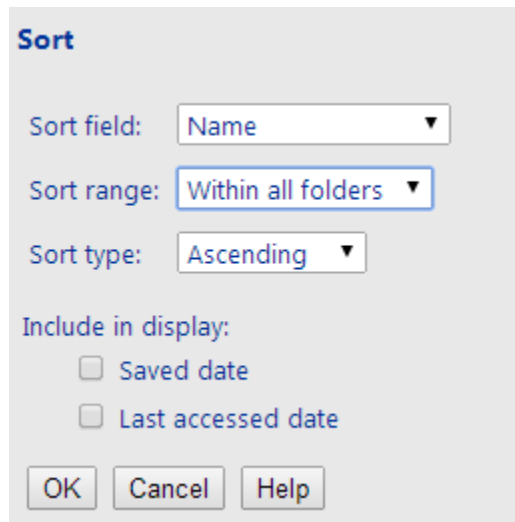 Sort
Sort field: Name
Sort range: Within all folders
Sort type: Ascending
Include in display:
Saved date
Last accessed date
OK Cancel Help